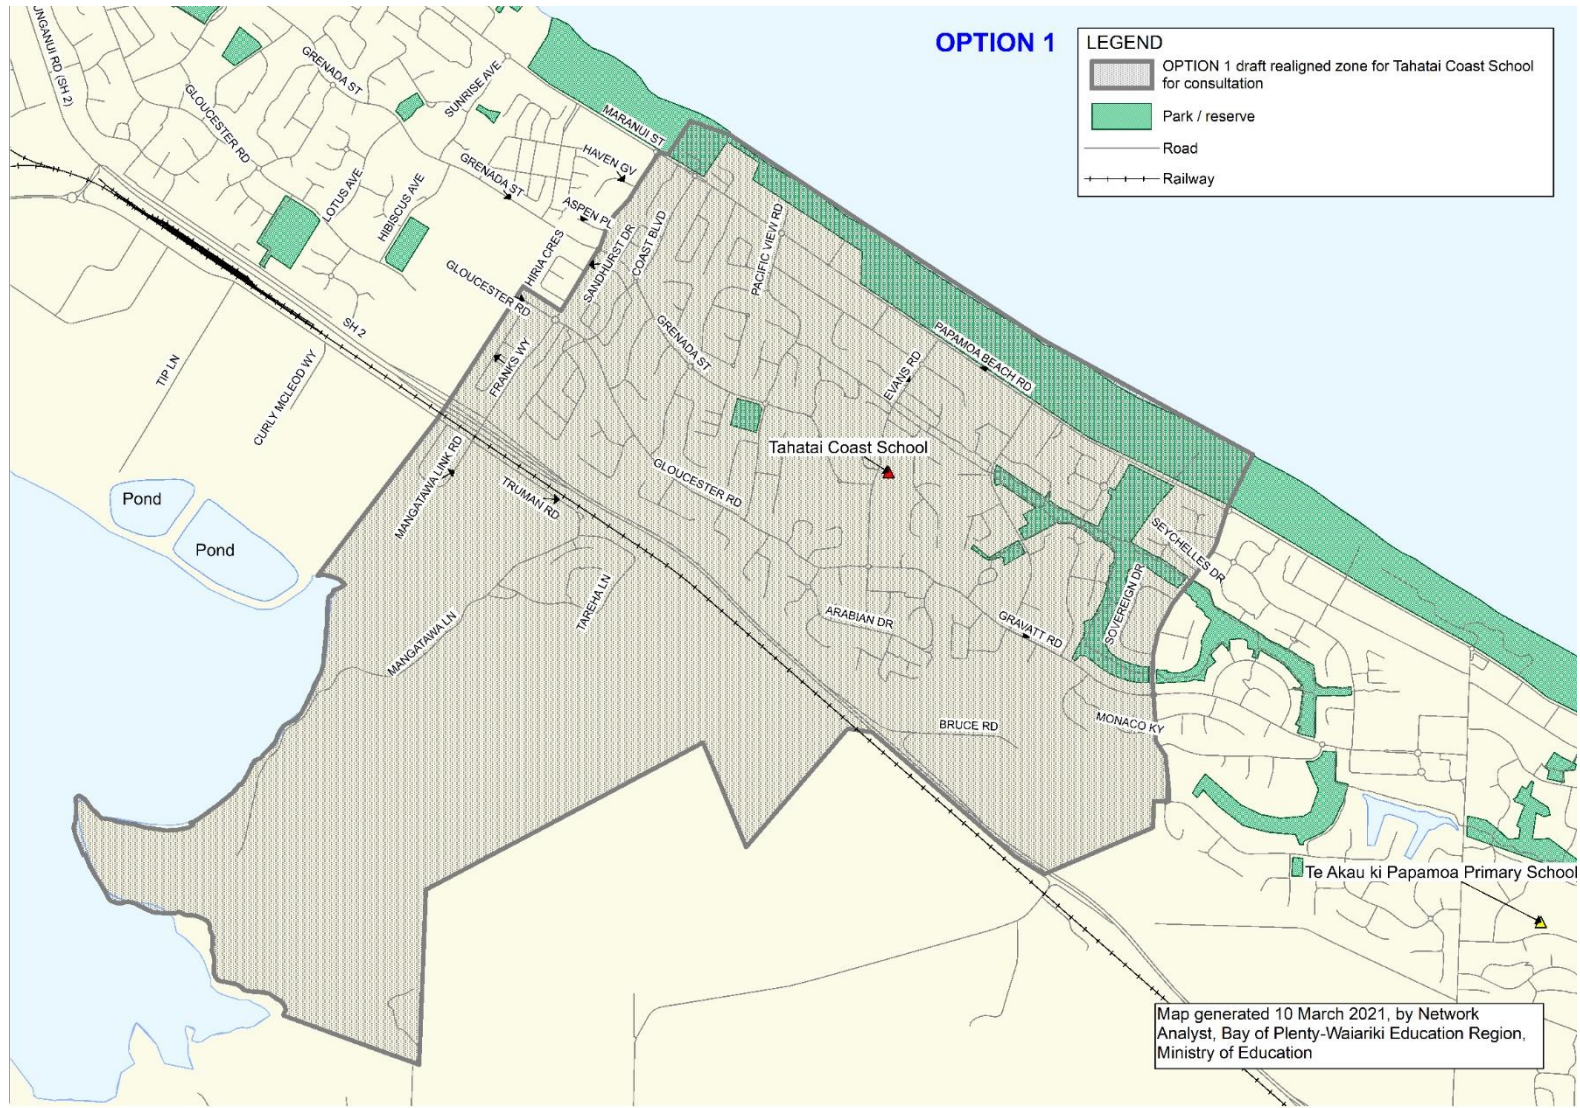 OPTION 1
LEGEND
OPTION 1 draft realigned zone for Tahatai Coast School
for consultation
Park / reserve
Road
Railway
UNGANUI RD (SH 2)
GRENADA ST
SUNRISE AVE
GLOUCESTER RD
MARANUI ST
HAVEN GV
GRENADA ST
LOTUS AVE
HIBISCUS AVE
ASPEN PL
HIRIA CRES
SANDHURST DR
COAST BLVD
PACIFIC VIEW RD
GLOUCESTER RD
SH 2
TIP LN
CURLY MCLEOD WY
FRANKS WY
GRENADA ST
PAPAMOA BEACH RD
EVANS RD
Tahatai Coast School
MANGATAWA LINK RD
TRUMAN RD
GLOUCESTER RD
Pond
Pond
SEYCHELLES DR
SOVEREIGN DR
TAREHA LN
ARABIAN DR
GRAVATT RD
MANGATAWA LN
BRUCE RD
MONACO KY
Te Akau ki Papamoa Primary School
Map generated 10 March 2021, by Network
Analyst, Bay of Plenty-Waiariki Education Region,
Ministry of Education